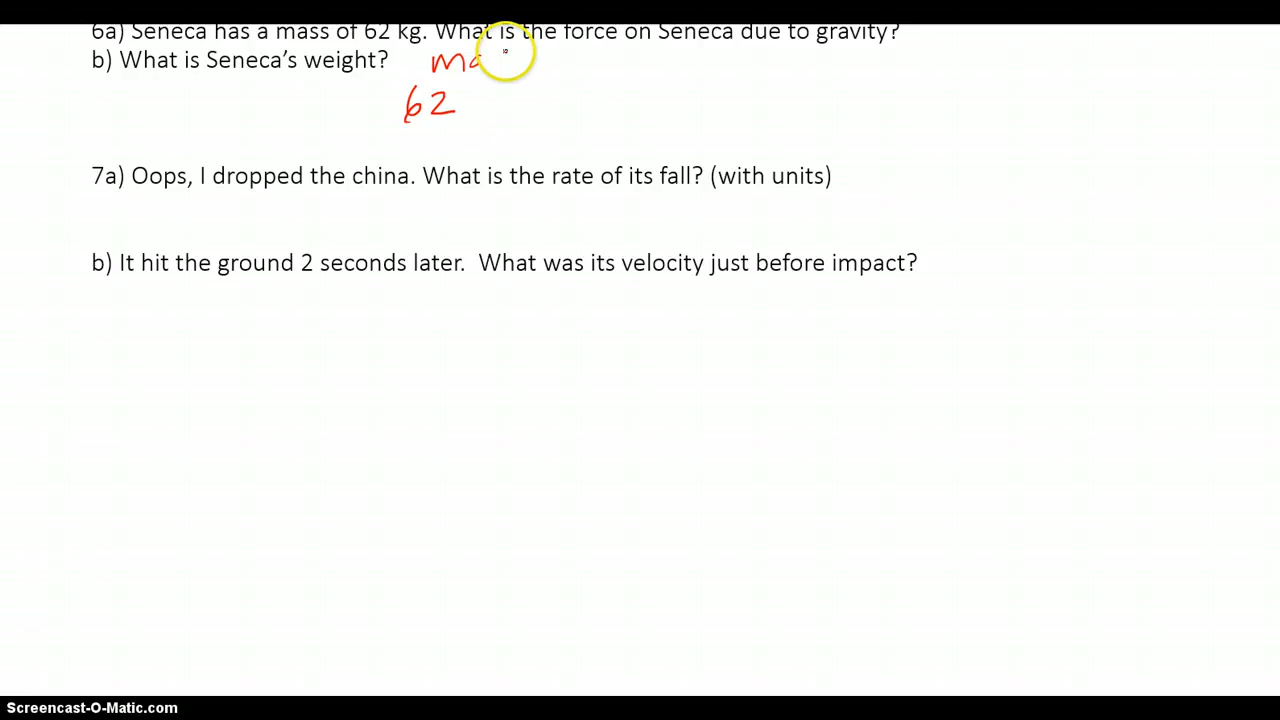 6a) Seneca has a mass of 62 kg. What is the force on Seneca due to gravity?
b) What is Seneca’s weight? ma
62
7a) Oops, I dropped the china. What is the rate of its fall? (with units)
b) It hit the ground 2 seconds later.  What was its velocity just before impact?
Screencast-O-Matic.com